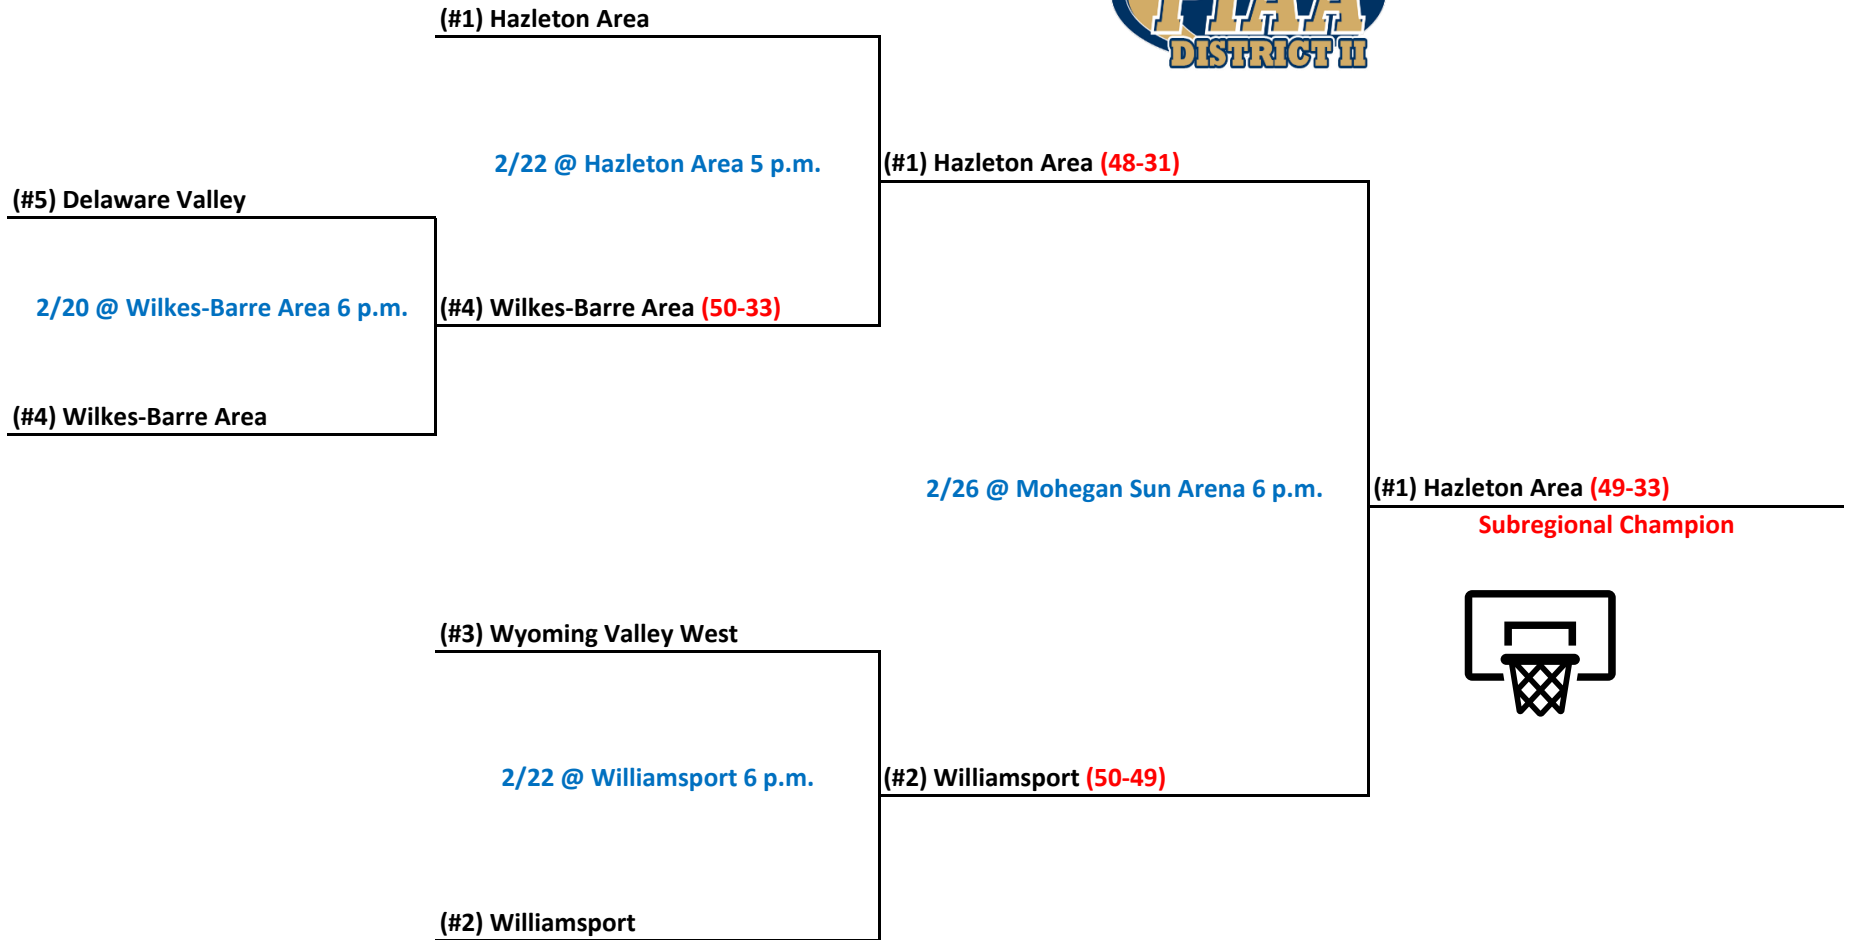 (#1) Hazleton Area
PIAA
DISTRICT II
2/22 @ Hazleton Area 5 p.m.
(#1) Hazleton Area (48-31)
(#5) Delaware Valley
2/20 @ Wilkes-Barre Area 6 p.m.
(#4) Wilkes-Barre Area (50-33)
(#4) Wilkes-Barre Area
2/26 @ Mohegan Sun Arena 6 p.m.
(#1) Hazleton Area (49-33)
Subregional Champion
(#3) Wyoming Valley West
2/22 @ Williamsport 6 p.m.
(#2) Williamsport (50-49)
(#2) Williamsport